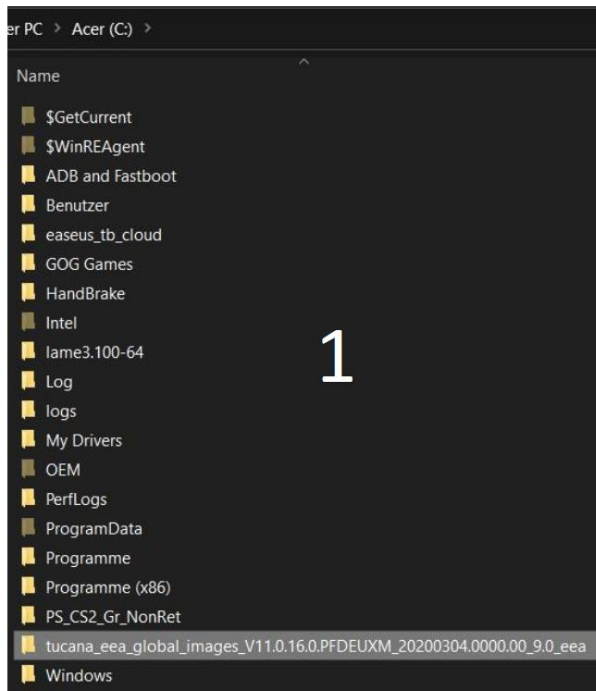 er PC > Acer (C:) >
Name
$GetCurrent
$WinREAgent
ADB and Fastboot
Benutzer
easeus_tb_cloud
GOG Games
HandBrake
Intel
lame3.100-64
Log
logs
1
My Drivers
OEM
PerfLogs
ProgramData
Programme
Programme (x86)
PS_CS2_Gr_NonRet
tucana_eea_global_images_V11.0.16.0.PFDEUXM_20200304.0000.00_9.0_eea
Windows